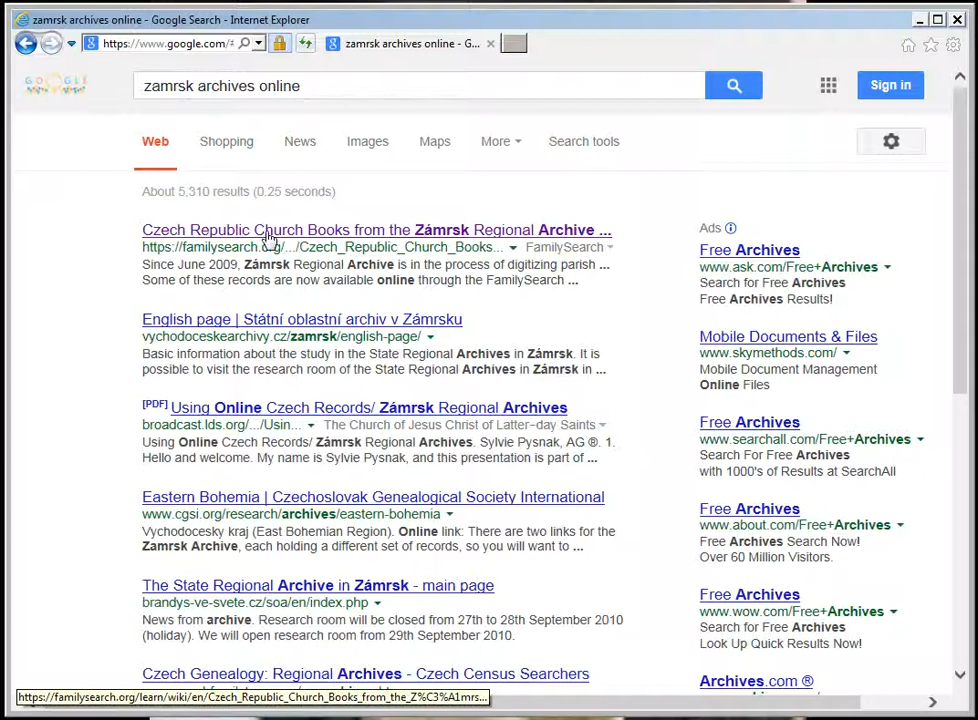 zamrsk archives online - Google Search - Internet Explorer
https://www.google.com/#
zamrsk archives online - G...
GOOGLE
zamrsk archives online
Sign in
Web Shopping News Images Maps More Search tools
About 5,310 results (0.25 seconds)
Czech Republic Church Books from the Zámrsk Regional Archive ...
https://familysearch.org/.../Czech_Republic_Church_Books... FamilySearch
Since June 2009, Zámrsk Regional Archive is in the process of digitizing parish ...
Some of these records are now available online through the FamilySearch ...
English page | Státní oblastní archiv v Zámrsku
vychodoceskearchivy.cz/zamrsk/english-page/
Basic information about the study in the State Regional Archives in Zámrsk. It is
possible to visit the research room of the State Regional Archives in Zámrsk in ...
[PDF] Using Online Czech Records/ Zámrsk Regional Archives
broadcast.lds.org/.../Usin... The Church of Jesus Christ of Latter-day Saints
Using Online Czech Records/ Zámrsk Regional Archives. Sylvie Pysnak, AG ®. 1.
Hello and welcome. My name is Sylvie Pysnak, and this presentation is part of ...
Eastern Bohemia | Czechoslovak Genealogical Society International
www.cgsi.org/research/archives/eastern-bohemia
Vychodocesky kraj (East Bohemian Region). Online link: There are two links for the
Zamrsk Archive, each holding a different set of records, so you will want to ...
The State Regional Archive in Zámrsk - main page
brandys-ve-svete.cz/soa/en/index.php
News from archive. Research room will be closed from 27th to 28th September 2010
(holiday). We will open research room from 29th September 2010.
Czech Genealogy: Regional Archives - Czech Census Searchers
Ads
Free Archives
www.ask.com/Free+Archives
Search for Free Archives
Free Archives Results!
Mobile Documents & Files
www.skymethods.com/
Mobile Document Management
Online Files
Free Archives
www.searchall.com/Free+Archives
Search For Free Archives
with 1000's of Results at SearchAll
Free Archives
www.about.com/Free+Archives
Free Archives Search Now!
Over 60 Million Visitors.
Free Archives
www.wow.com/Free+Archives
Search for Free Archives
Look Up Quick Results Now!
Archives.com ®
https://familysearch.org/learn/wiki/en/Czech_Republic_Church_Books_from_the_Z%C3%A1mrs...